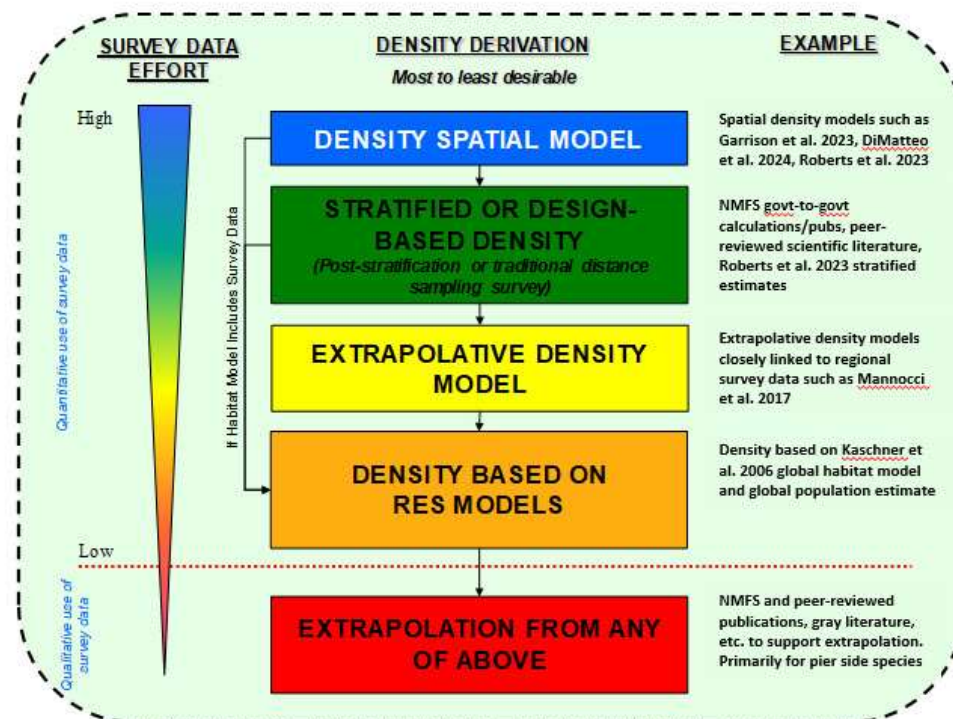 SURVEY DATA
EFFORT
DENSITY DERIVATION
Most to least desirable
EXAMPLE
High
DENSITY SPATIAL MODEL
Spatial density models such as
Garrison et al. 2023, DiMatteo
et al. 2024, Roberts et al. 2023
STRATIFIED OR DESIGN-
BASED DENSITY
(Post-stratification or traditional distance
sampling survey)
NMFS govt-to-govt
calculations/pubs, peer-
reviewed scientific literature,
Roberts et al. 2023 stratified
estimates
Quantitative use of survey data
If Habitat Model Includes Survey Data
EXTRAPOLATIVE DENSITY
MODEL
Extrapolative density models
closely linked to regional
survey data such as Mannocci
et al. 2017
DENSITY BASED ON
RES MODELS
Density based on Kaschner et
al. 2006 global habitat model
and global population estimate
Low
Qualitative use of
survey data
EXTRAPOLATION FROM ANY
OF ABOVE
NMFS and peer-reviewed
publications, gray literature,
etc. to support extrapolation.
Primarily for pier side species